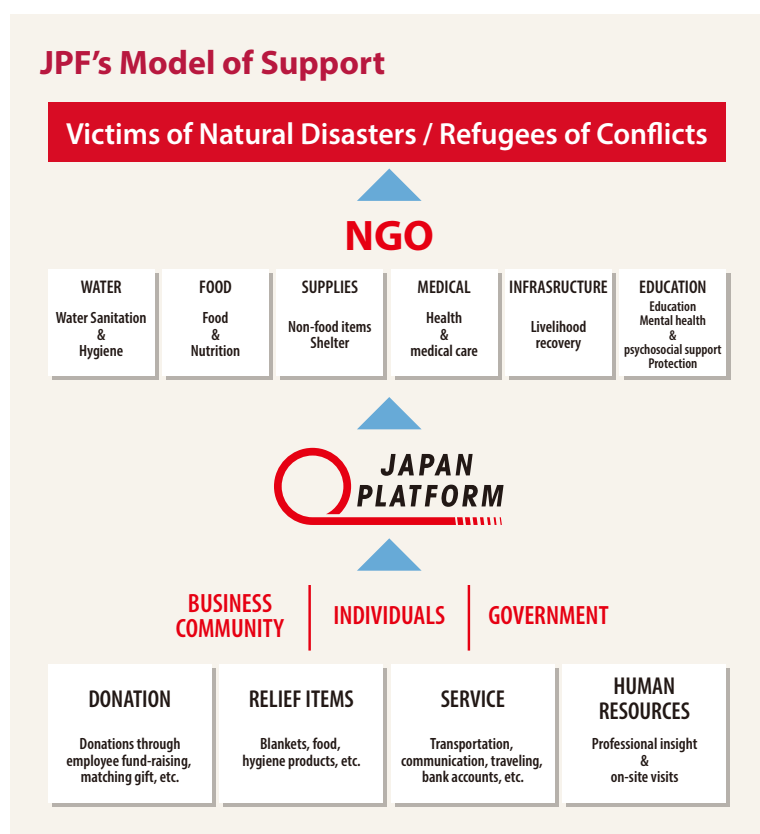 JPF's Model of Support
Victims of Natural Disasters / Refugees of Conflicts
NGO
WATER
Water Sanitation
&
Hygiene
FOOD
Food
&
Nutrition
SUPPLIES
Non-food items
Shelter
MEDICAL
Health
&
medical care
INFRASRUCTURE
Livelihood
recovery
EDUCATION
Education
Mental health
&
psychosocial support
Protection
JAPAN
PLATFORM
BUSINESS
COMMUNITY
INDIVIDUALS
GOVERNMENT
DONATION
Donations through
employee fund-raising,
matching gift, etc.
RELIEF ITEMS
Blankets, food,
hygiene products, etc.
SERVICE
Transportation,
communication, traveling,
bank accounts, etc.
HUMAN
RESOURCES
Professional insight
&
on-site visits